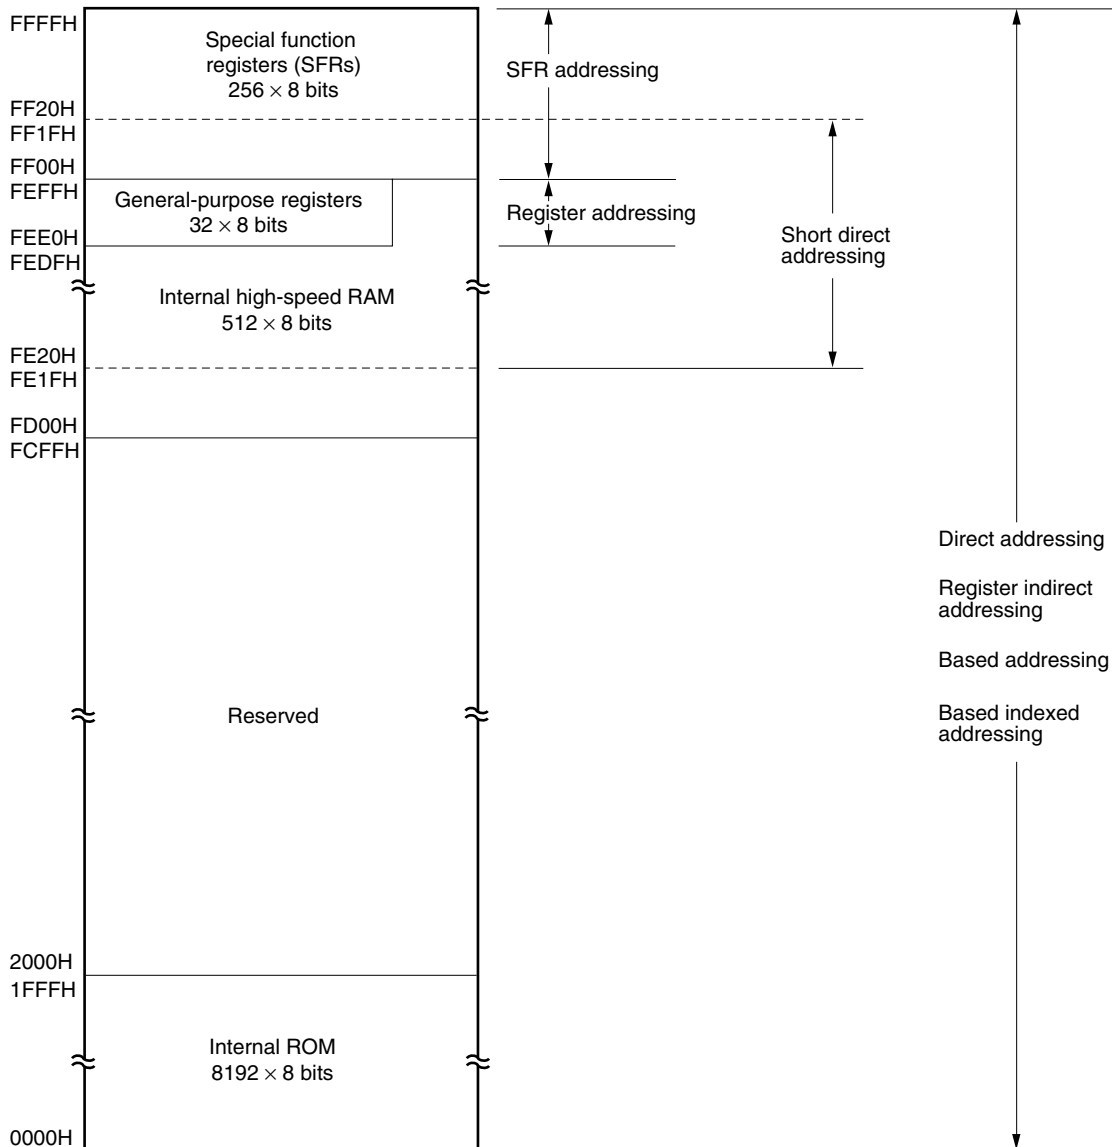 FFFFH
Special function
registers (SFRs)
256 × 8 bits
SFR addressing
FF20H
FF1FH
FF00H
FEFFH
General-purpose registers
32 × 8 bits
Register addressing
FEE0H
FEDFH
Short direct
addressing
Internal high-speed RAM
512 × 8 bits
FE20H
FE1FH
FD00H
FCFFH
Direct addressing
Register indirect
addressing
Based addressing
Based indexed
addressing
Reserved
2000H
1FFFH
Internal ROM
8192 × 8 bits
0000H